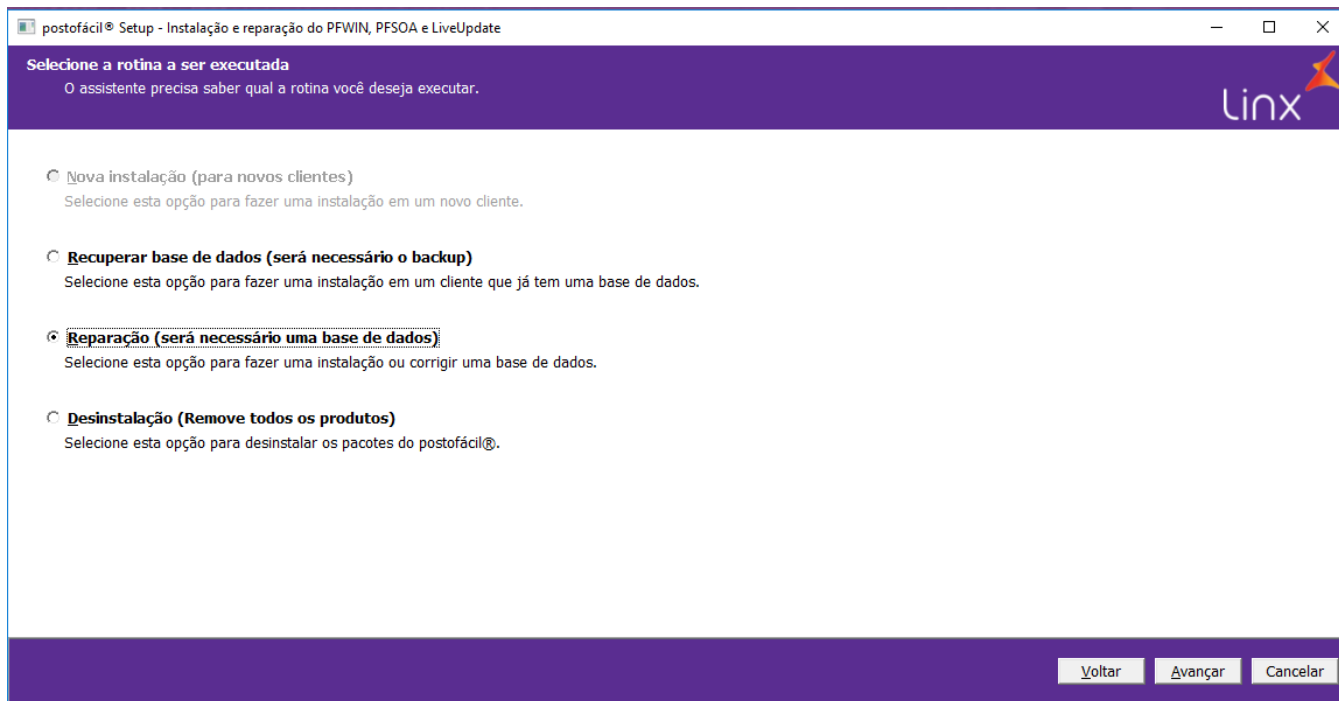 postofácil® Setup - Instalação e reparação do PFWIN, PFSOA e LiveUpdate
Selecione a rotina a ser executada
O assistente precisa saber qual a rotina você deseja executar.
Linx
Nova instalação (para novos clientes)
Selecione esta opção para fazer uma instalação em um novo cliente.
Recuperar base de dados (será necessário o backup)
Selecione esta opção para fazer uma instalação em um cliente que já tem uma base de dados.
Reparação (será necessário uma base de dados)
Selecione esta opção para fazer uma instalação ou corrigir uma base de dados.
Desinstalação (Remove todos os produtos)
Selecione esta opção para desinstalar os pacotes do postofácil®.
Voltar Avançar Cancelar